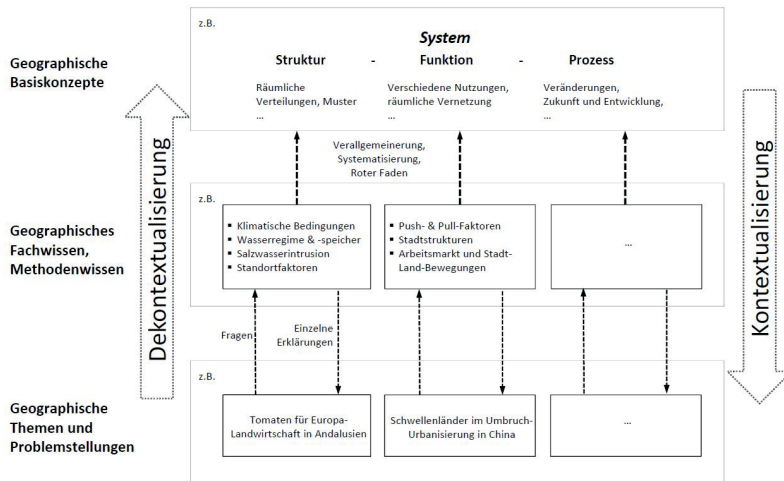 z.B.
System
Struktur - Funktion - Prozess
Geographische
Basiskonzepte
Räumliche
Verteilungen, Muster
...
Verschiedene Nutzungen,
räumliche Vernetzung
...
Veränderungen,
Zukunft und Entwicklung,
...
Dekontextualisierung
Kontextualisierung
Verallgemeinerung,
Systematisierung,
Roter Faden
z.B.
Geographisches
Fachwissen,
Methodenwissen
▪ Klimatische Bedingungen
▪ Wasserregime & -speicher
▪ Salzwasserintrusion
▪ Standortfaktoren
▪ Push- & Pull-Faktoren
▪ Stadtstrukturen
▪ Arbeitsmarkt und Stadt-
Land-Bewegungen
...
Fragen
Einzelne
Erklärungen
z.B.
Geographische
Themen und
Problemstellungen
Tomaten für Europa-
Landwirtschaft in Andalusien
Schwellenländer im Umbruch-
Urbanisierung in China
...